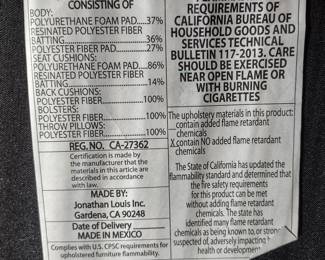 CONSISTING OF
BODY:
POLYURETHANE FOAM PAD....37%
RESINATED POLYESTER FIBER
BATTING....................36%
POLYESTER FIBER PAD........27%
SEAT CUSHIONS:
POLYURETHANE FOAM........86%
RESINATED POLYESTER FIBER
BATTING....................14%
BACK CUSHIONS:
POLYESTER FIBER...........100%
BOLSTERS:
POLYESTER FIBER...........100%
THROW PILLOWS:
POLYESTER FIBER...........100%
REG. NO. CA-27362
Certification is made by
the manufacturer that the
materials in this article are
described in accordance
with law.
MADE BY:
Jonathan Louis Inc.
Gardena, CA 90248
Date of Delivery
MADE IN MEXICO
Complies with U.S. CPSC requirements for
upholstered furniture flammability.
REQUIREMENTS OF
CALIFORNIA BUREAU OF
HOUSEHOLD GOODS AND
SERVICES TECHNICAL
BULLETIN 117-2013. CARE
SHOULD BE EXERCISED
NEAR OPEN FLAME OR
WITH BURNING
CIGARETTES
The upholstery materials in this product:
contain added flame retardant
chemicals
X contain NO added flame retardant
chemicals
The State of California has updated the
flammability standard and determined that
the fire safety requirements
for this product can be met
without adding flame retardant
chemicals. The state has
identified many flame retardant
chemicals as being known to, or strong
suspected of, adversely impacting
health or development